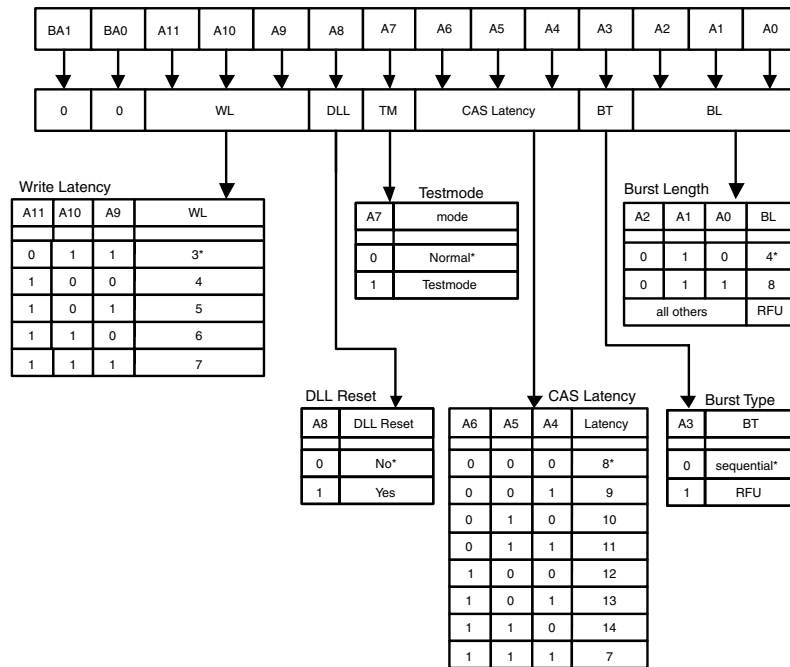 BA1 BA0 A11 A10 A9 A8 A7 A6 A5 A4 A3 A2 A1 A0
0 0 WL DLL TM CAS Latency BT BL
Write Latency
A11 A10 A9 WL
0 1 1 3*
1 0 0 4
1 0 1 5
1 1 0 6
1 1 1 7
Testmode
A7 mode
0 Normal*
1 Testmode
Burst Length
A2 A1 A0 BL
0 1 0 4*
0 1 1 8
all others RFU
DLL Reset
A8 DLL Reset
0 No*
1 Yes
CAS Latency
A6 A5 A4 Latency
0 0 0 8*
0 0 1 9
0 1 0 10
0 1 1 11
1 0 0 12
1 0 1 13
1 1 0 14
1 1 1 7
Burst Type
A3 BT
0 sequential*
1 RFU